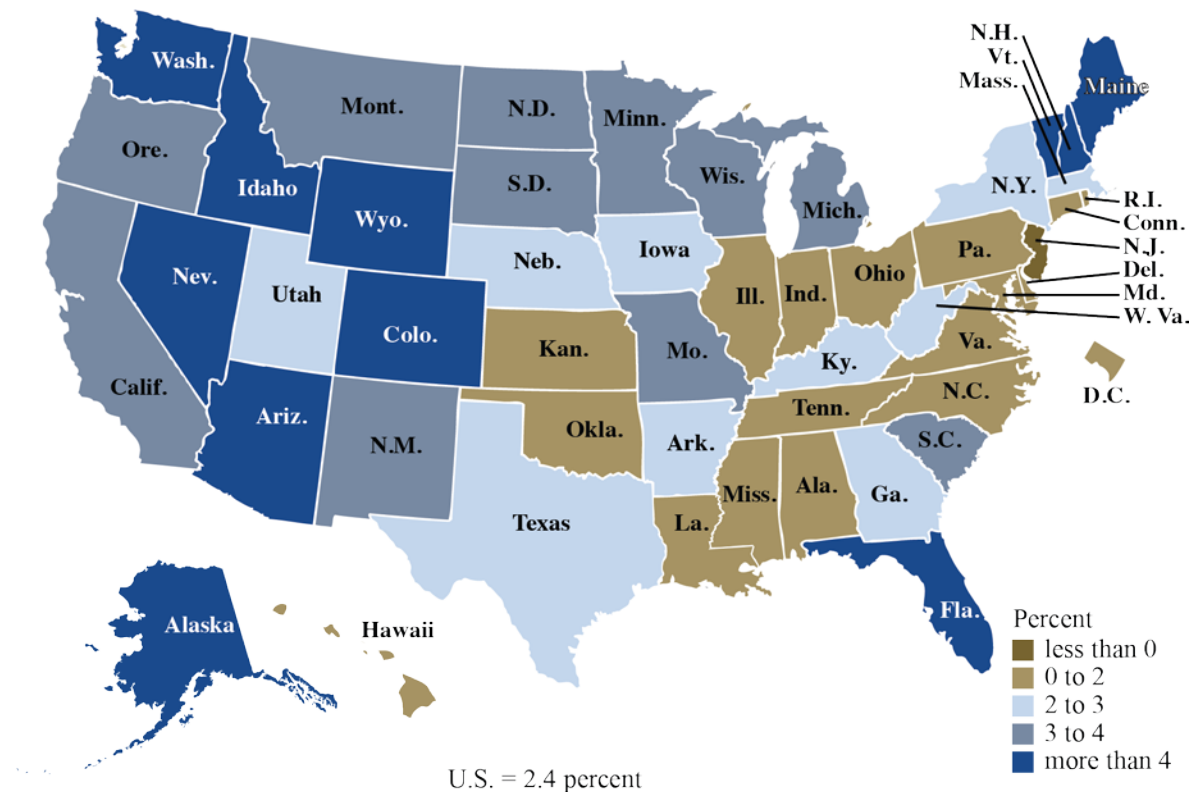 N.H.
Vt.
Mass.
Wash.
Maine
Mont.
N.D.
Minn.
Ore.
Idaho
S.D.
Wis.
Mich.
N.Y.
R.I.
Conn.
N.J.
Del.
Md.
W. Va.
Wyo.
Nev.
Utah
Neb.
Iowa
Ill.
Ind.
Ohio
Pa.
Colo.
Kan.
Mo.
Ky.
Va.
Calif.
Ariz.
N.M.
Okla.
Ark.
Tenn.
N.C.
D.C.
S.C.
Texas
La.
Miss.
Ala.
Ga.
Fla.
Alaska
Hawaii
Percent
less than 0
0 to 2
2 to 3
3 to 4
more than 4
U.S. = 2.4 percent